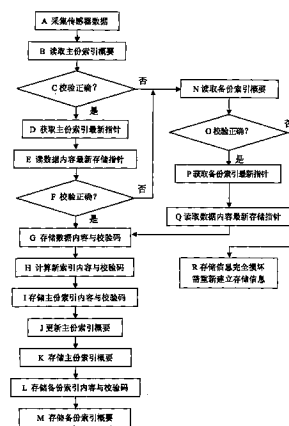 A 采集传感器数据
B 读取主份索引概要
C 校验正确?
否
是
D 获取主份索引最新指针
E 读数据内容最新存储指针
F 校验正确?
否
是
G 存储数据内容与校验码
H 计算新索引内容与校验码
I 存储主份索引内容与校验码
J 更新主份索引概要
K 存储主份索引概要
L 存储备份索引内容与校验码
M 存储备份索引概要
N 读取备份索引概要
O 校验正确?
否
是
P 获取备份索引最新指针
Q 读取数据内容最新存储指针
R 存储信息完全损坏
需重新建立存储信息